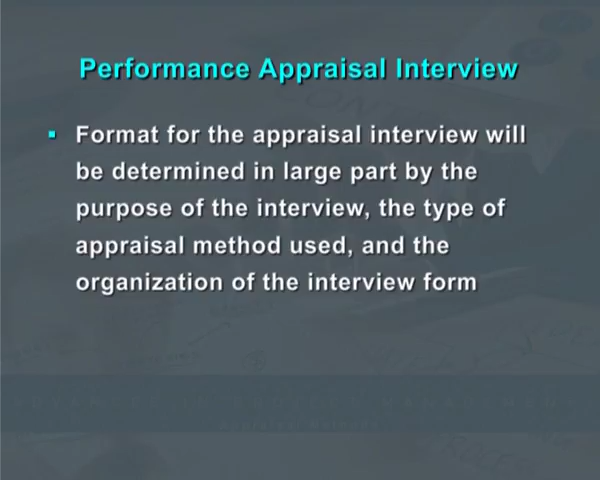 Performance Appraisal Interview
Format for the appraisal interview will
be determined in large part by the
purpose of the interview, the type of
appraisal method used, and the
organization of the interview form